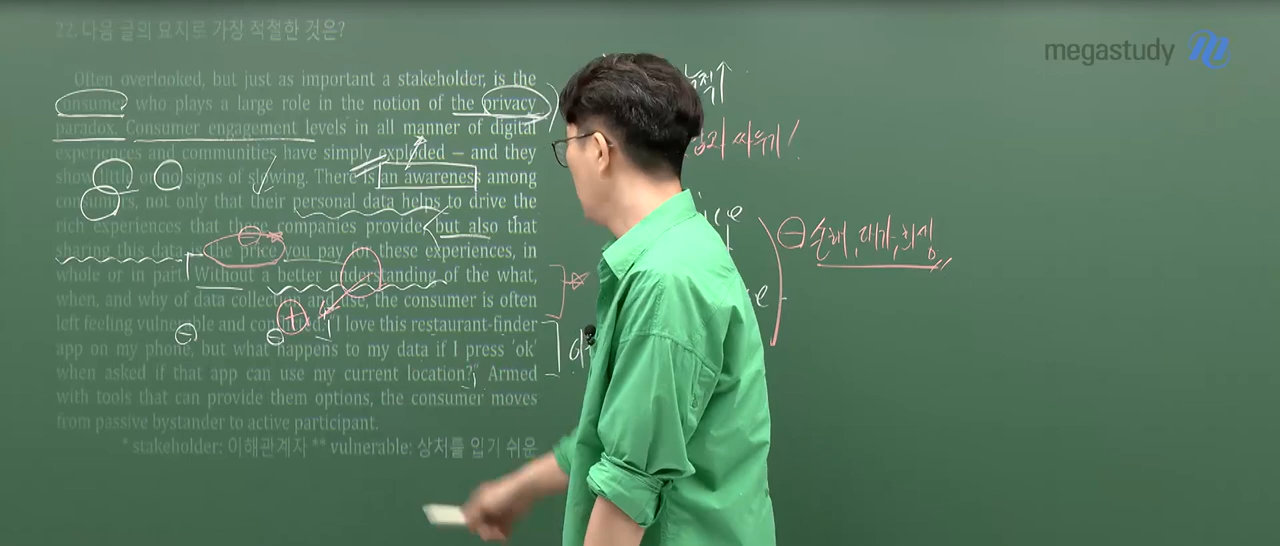 22. 다음 글의 요지로 가장 적절한 것은?
megastudy
Often overlooked, but just as important a stakeholder, is the
consumer who plays a large role in the notion of the privacy
paradox. Consumer engagement levels in all manner of digital
experiences and communities have simply exploded — and they
show little or no signs of slowing. There is an awareness among
consumers, not only that their personal data helps to drive the
rich experiences that these companies provide, but also that
sharing this data is the price you pay for these experiences, in
whole or in part. Without a better understanding of the what,
when, and why of data collection and use, the consumer is often
left feeling vulnerable and conflicted. "I love this restaurant-finder
app on my phone, but what happens to my data if I press 'ok'
when asked if that app can use my current location?" Armed
with tools that can provide them options, the consumer moves
from passive bystander to active participant.
* stakeholder: 이해관계자 ** vulnerable: 상처를 입기 쉬운
싸우기!
⊖ 손해, 대가, 희생